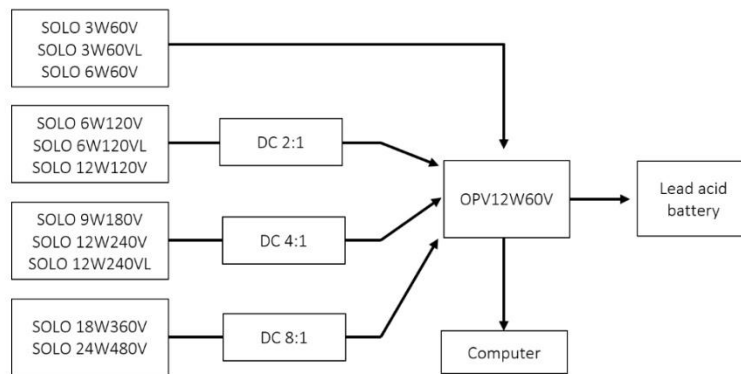 SOLO 3W60V
SOLO 3W60VL
SOLO 6W60V
SOLO 6W120V
SOLO 6W120VL
SOLO 12W120V
DC 2:1
SOLO 9W180V
SOLO 12W240V
SOLO 12W240VL
DC 4:1
SOLO 18W360V
SOLO 24W480V
DC 8:1
OPV12W60V
Lead acid
battery
Computer